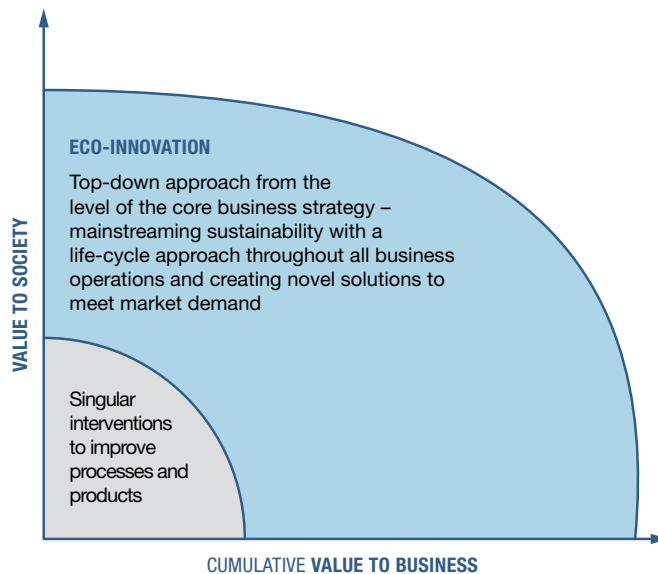 ECO-INNOVATION
Top-down approach from the
level of the core business strategy –
mainstreaming sustainability with a
life-cycle approach throughout all business
operations and creating novel solutions to
meet market demand
VALUE TO SOCIETY
Singular
interventions
to improve
processes and
products
CUMULATIVE VALUE TO BUSINESS